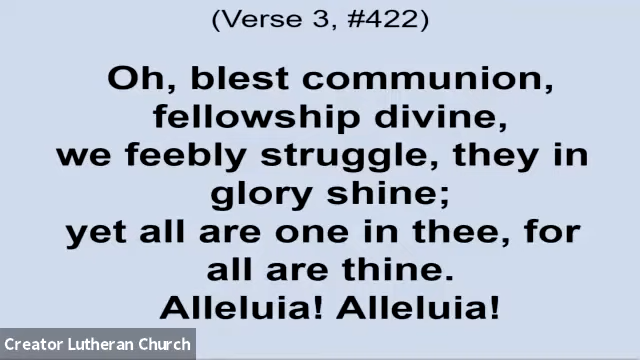 (Verse 3, #422)
Oh, blest communion,
fellowship divine,
we feebly struggle, they in
glory shine;
yet all are one in thee, for
all are thine.
Alleluia! Alleluia!
Creator Lutheran Church